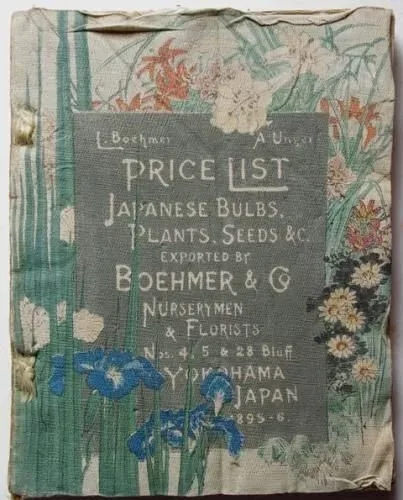 L. Boehmer A Unger
PRICE LIST
JAPANESE BULBS,
PLANTS, SEEDS &C.
EXPORTED BY
BOEHMER & Co
NURSERYMEN
& FLORISTS
Nos. 4, 5 & 28 Bluff
YOKOHAMA
JAPAN
1895-6.